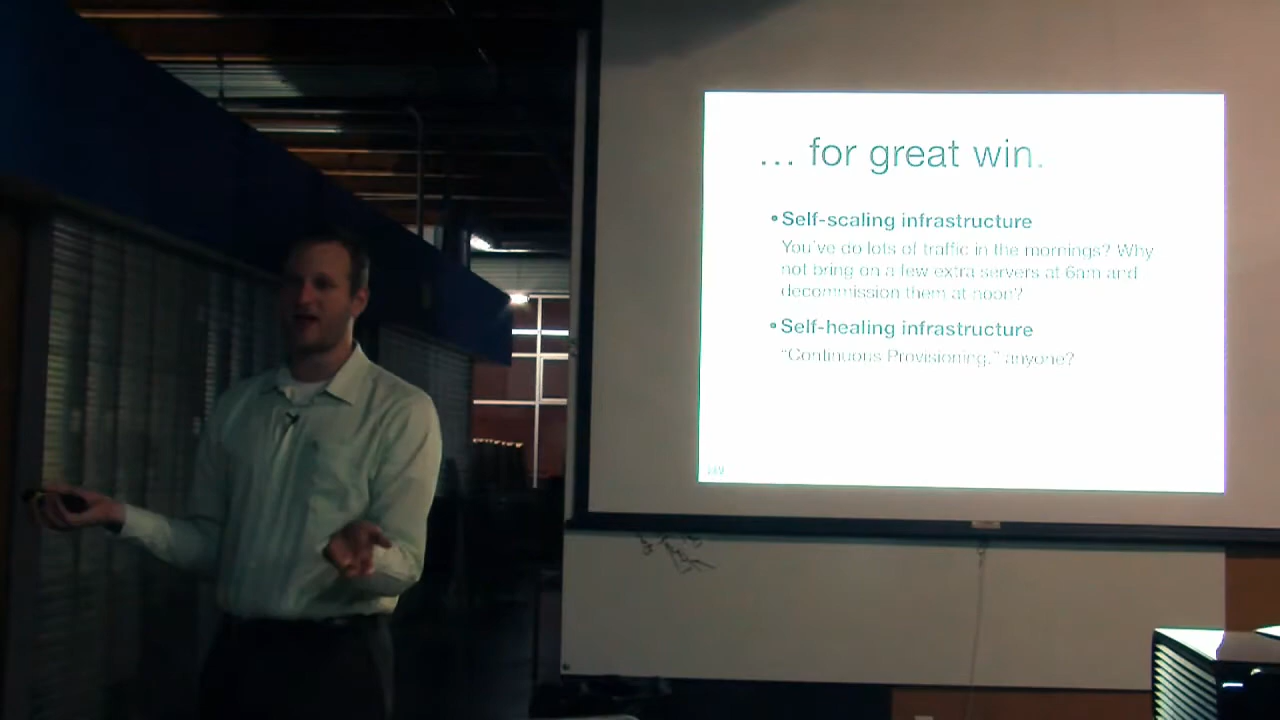 ... for great win.
• Self-scaling infrastructure
You've do lots of traffic in the mornings? Why
not bring on a few extra servers at 6am and
decommission them at noon?
• Self-healing infrastructure
"Continuous Provisioning," anyone?